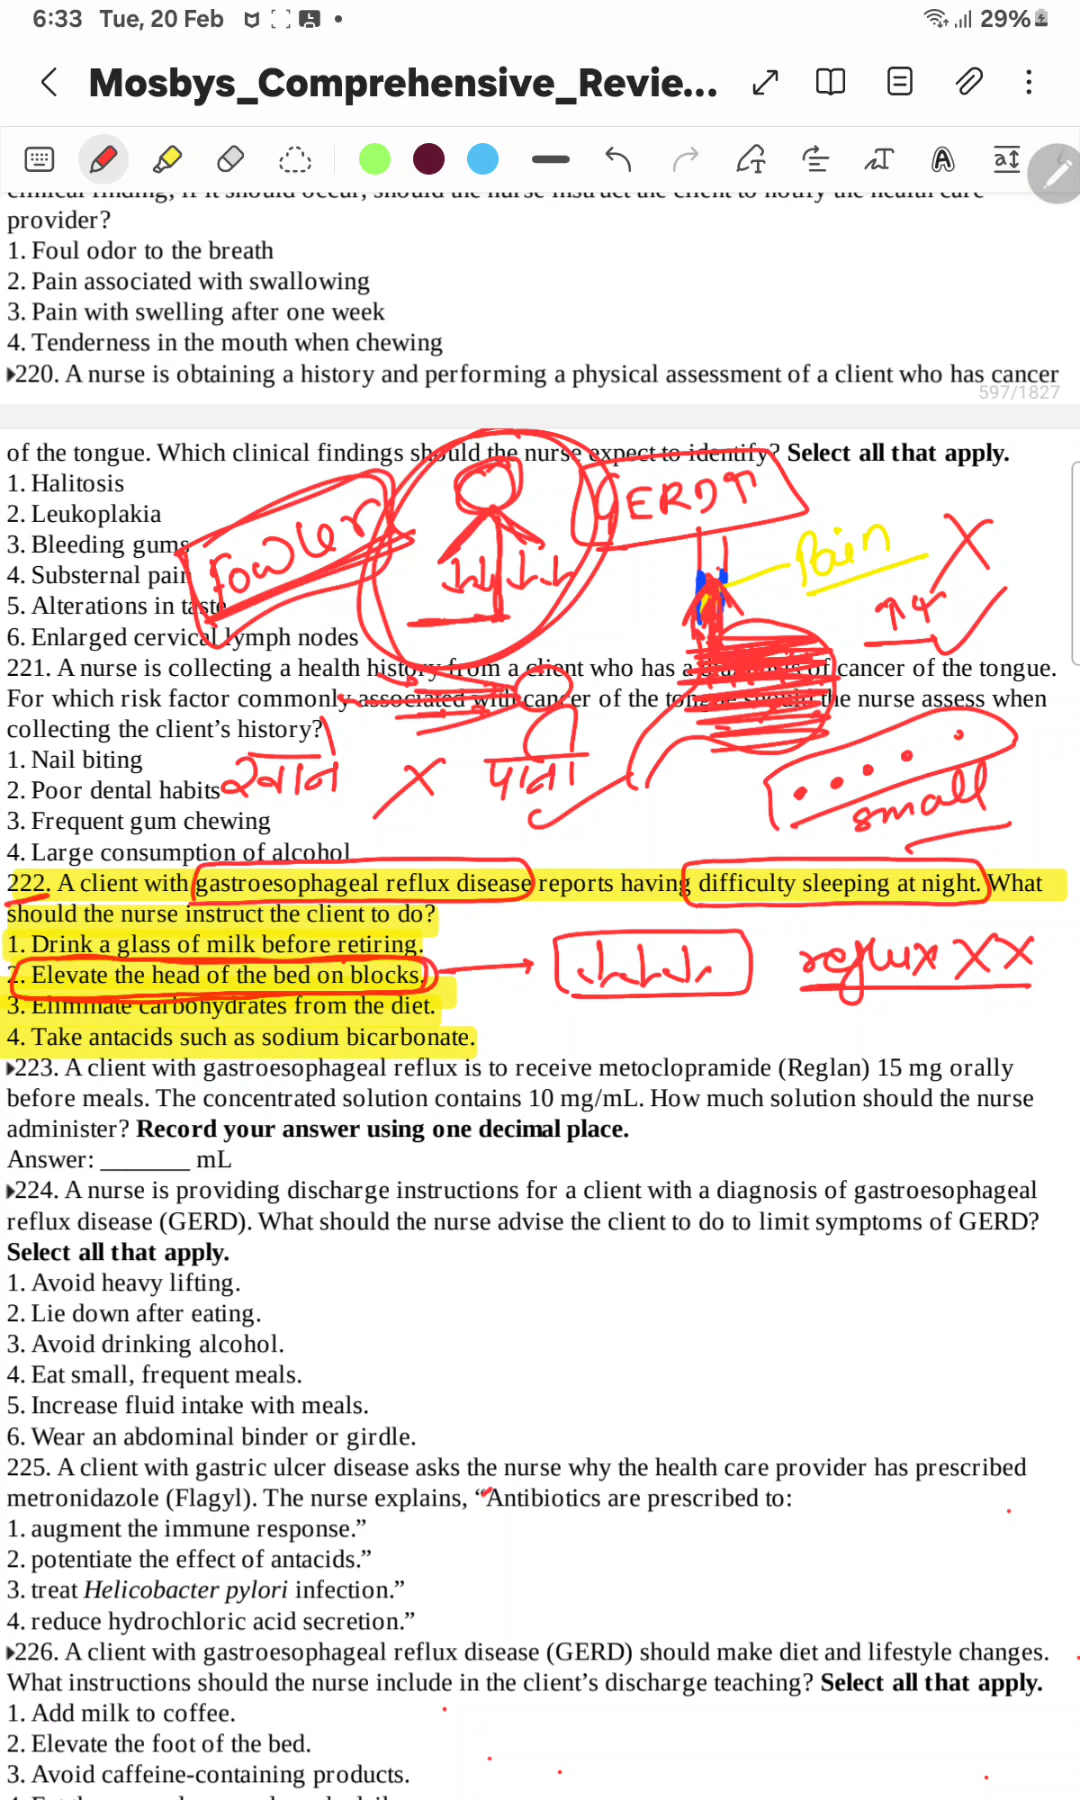 6:33 Tue, 20 Feb
29%
Mosbys_Comprehensive_Revie...
clinical finding, if it should occur, should the nurse instruct the client to notify the health care
provider?
1. Foul odor to the breath
2. Pain associated with swallowing
3. Pain with swelling after one week
4. Tenderness in the mouth when chewing
220. A nurse is obtaining a history and performing a physical assessment of a client who has cancer
597/1827
of the tongue. Which clinical findings should the nurse expect to identify? Select all that apply.
1. Halitosis
2. Leukoplakia
3. Bleeding gums
4. Substernal pain
5. Alterations in taste
6. Enlarged cervical lymph nodes
Fowler
GERD↑
Pain X
221. A nurse is collecting a health history from a client who has a diagnosis of cancer of the tongue.
For which risk factor commonly associated with cancer of the tongue should the nurse assess when
collecting the client’s history?
1. Nail biting
2. Poor dental habits
3. Frequent gum chewing
4. Large consumption of alcohol
X
small
222. A client with gastroesophageal reflux disease reports having difficulty sleeping at night. What
should the nurse instruct the client to do?
1. Drink a glass of milk before retiring.
2. Elevate the head of the bed on blocks.
3. Eliminate carbohydrates from the diet.
4. Take antacids such as sodium bicarbonate.
reflux XX
223. A client with gastroesophageal reflux is to receive metoclopramide (Reglan) 15 mg orally
before meals. The concentrated solution contains 10 mg/mL. How much solution should the nurse
administer? Record your answer using one decimal place.
Answer: _______ mL
224. A nurse is providing discharge instructions for a client with a diagnosis of gastroesophageal
reflux disease (GERD). What should the nurse advise the client to do to limit symptoms of GERD?
Select all that apply.
1. Avoid heavy lifting.
2. Lie down after eating.
3. Avoid drinking alcohol.
4. Eat small, frequent meals.
5. Increase fluid intake with meals.
6. Wear an abdominal binder or girdle.
225. A client with gastric ulcer disease asks the nurse why the health care provider has prescribed
metronidazole (Flagyl). The nurse explains, “Antibiotics are prescribed to:
1. augment the immune response.”
2. potentiate the effect of antacids.”
3. treat Helicobacter pylori infection.”
4. reduce hydrochloric acid secretion.”
226. A client with gastroesophageal reflux disease (GERD) should make diet and lifestyle changes.
What instructions should the nurse include in the client’s discharge teaching? Select all that apply.
1. Add milk to coffee.
2. Elevate the foot of the bed.
3. Avoid caffeine-containing products.